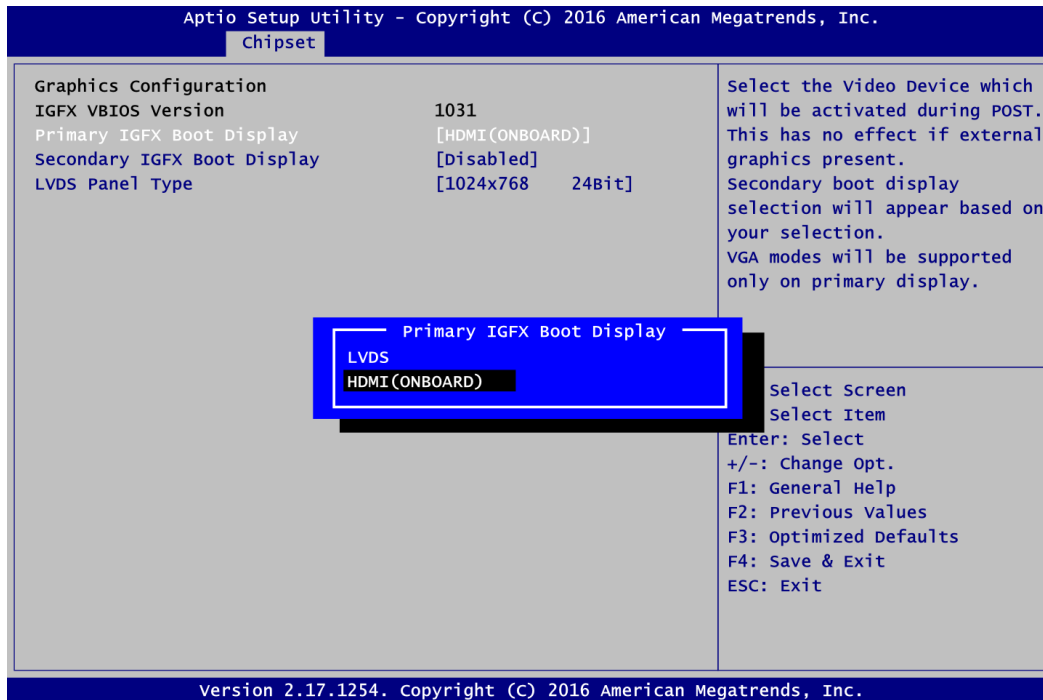 Aptio Setup Utility - Copyright (C) 2016 American Megatrends, Inc.
Chipset
Graphics Configuration
IGFX VBIOS Version 1031
Primary IGFX Boot Display [HDMI(ONBOARD)]
Secondary IGFX Boot Display [Disabled]
LVDS Panel Type [1024x768 24Bit]
Select the Video Device which
will be activated during POST.
This has no effect if external
graphics present.
Secondary boot display
selection will appear based on
your selection.
VGA modes will be supported
only on primary display.
Primary IGFX Boot Display
LVDS
HDMI(ONBOARD)
Select Screen
Select Item
Enter: Select
+/-: Change Opt.
F1: General Help
F2: Previous Values
F3: Optimized Defaults
F4: Save & Exit
ESC: Exit
Version 2.17.1254. Copyright (C) 2016 American Megatrends, Inc.